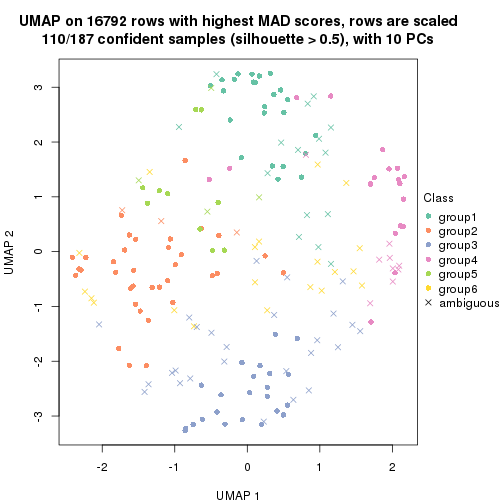 UMAP on 16792 rows with highest MAD scores, rows are scaled
110/187 confident samples (silhouette > 0.5), with 10 PCs
3
2
1
0
-1
-2
-3
UMAP 2
-2
-1
0
1
2
UMAP 1
Class
group1
group2
group3
group4
group5
group6
ambiguous